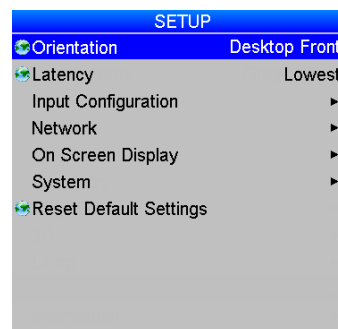 SETUP
Orientation Desktop Front
Latency Lowest
Input Configuration
Network
On Screen Display
System
Reset Default Settings